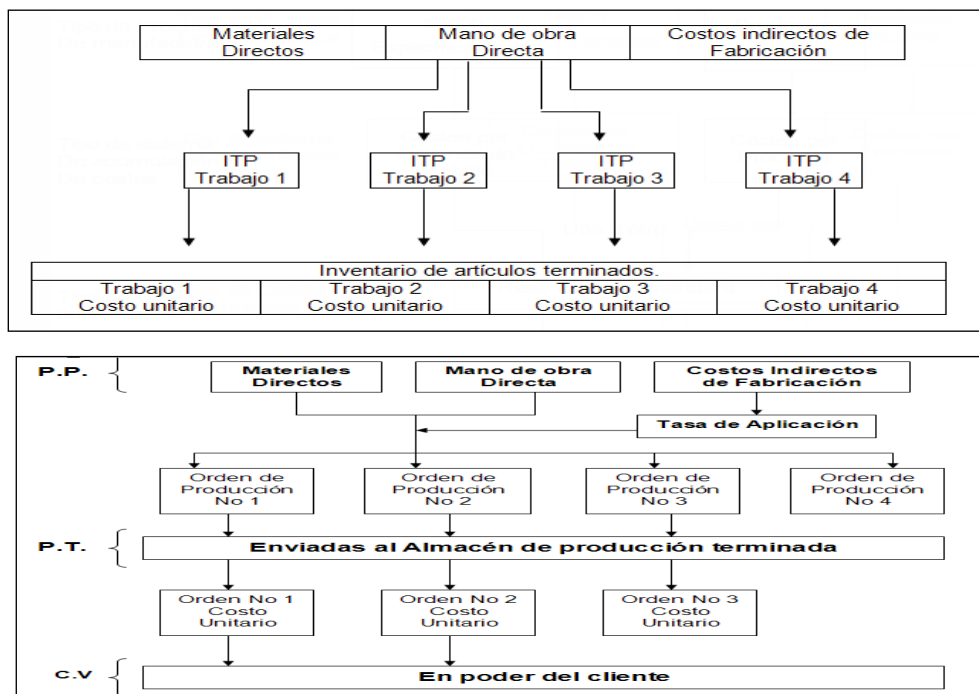 Materiales
Directos
Mano de obra
Directa
Costos indirectos de
Fabricación
ITP
Trabajo 1
ITP
Trabajo 2
ITP
Trabajo 3
ITP
Trabajo 4
Inventario de artículos terminados.
Trabajo 1
Costo unitario
Trabajo 2
Costo unitario
Trabajo 3
Costo unitario
Trabajo 4
Costo unitario
P.P.
Materiales
Directos
Mano de obra
Directa
Costos Indirectos
de Fabricación
Tasa de Aplicación
Orden de
Producción
No 1
Orden de
Producción
No 2
Orden de
Producción
No 3
Orden de
Producción
No 4
P.T.
Enviadas al Almacén de producción terminada
Orden No 1
Costo
Unitario
Orden No 2
Costo
Unitario
Orden No 3
Costo
Unitario
C.V
En poder del cliente